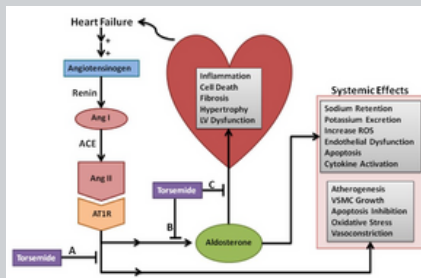 Heart Failure
+
+
Angiotensinogen
Renin
Ang I
ACE
Ang II
AT1R
Torsemide
A
Torsemide
B
C
Aldosterone
Inflammation
Cell Death
Fibrosis
Hypertrophy
LV Dysfunction
Systemic Effects
Sodium Retention
Potassium Excretion
Increase ROS
Endothelial Dysfunction
Apoptosis
Cytokine Activation
Atherogenesis
VSMC Growth
Apoptosis Inhibition
Oxidative Stress
Vasoconstriction